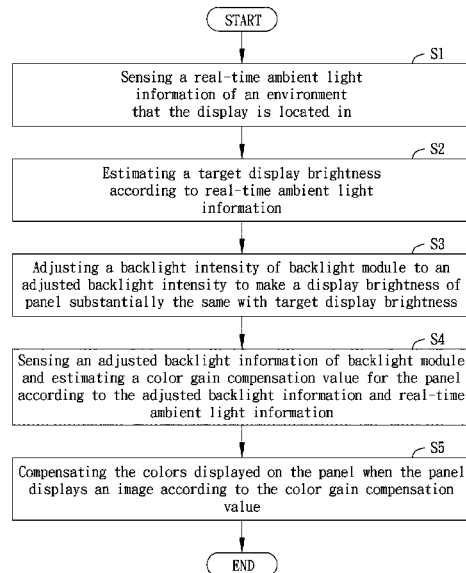 START
S1
Sensing a real-time ambient light
information of an environment
that the display is located in
S2
Estimating a target display brightness
according to real-time ambient light
information
S3
Adjusting a backlight intensity of backlight module to an
adjusted backlight intensity to make a display brightness of
panel substantially the same with target display brightness
S4
Sensing an adjusted backlight information of backlight module
and estimating a color gain compensation value for the panel
according to the adjusted backlight information and real-time
ambient light information
S5
Compensating the colors displayed on the panel when the panel
displays an image according to the color gain compensation
value
END